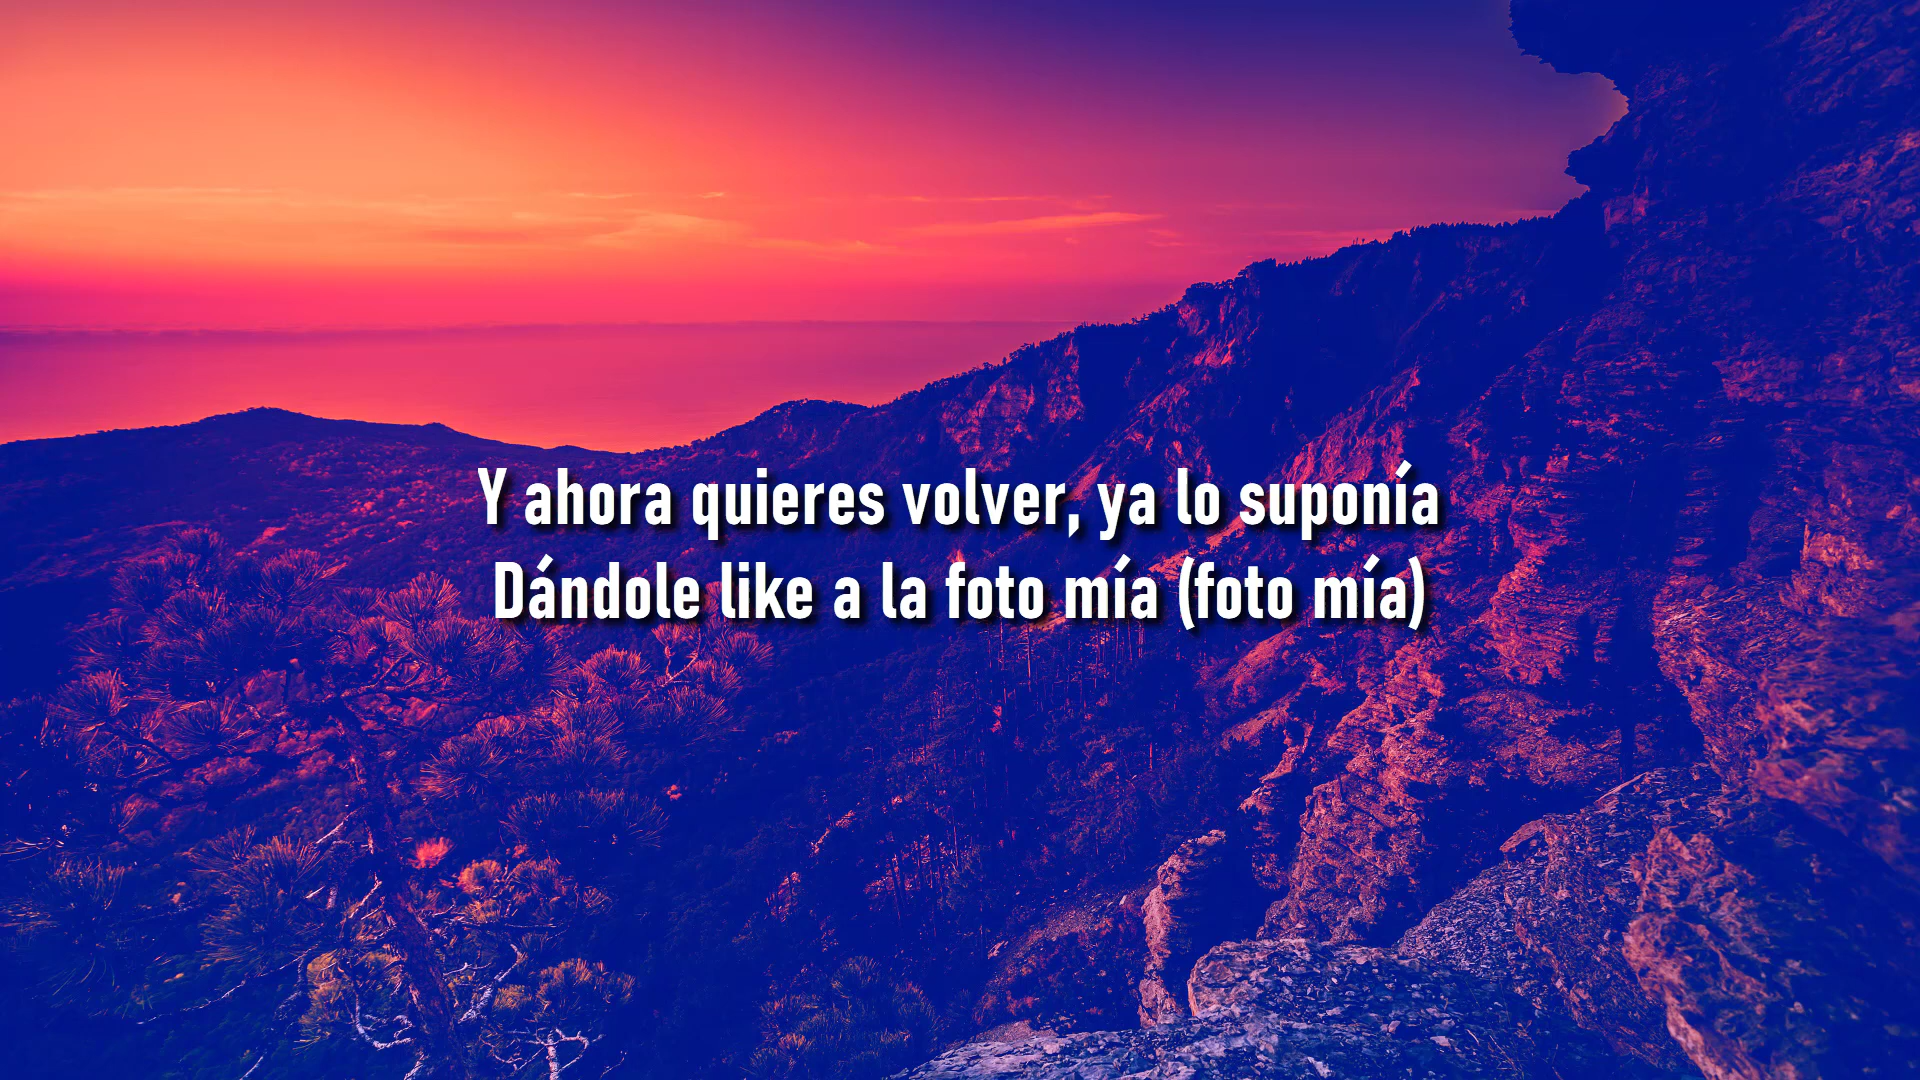 Y ahora quieres volver, ya lo suponía
Dándole like a la foto mía (foto mía)